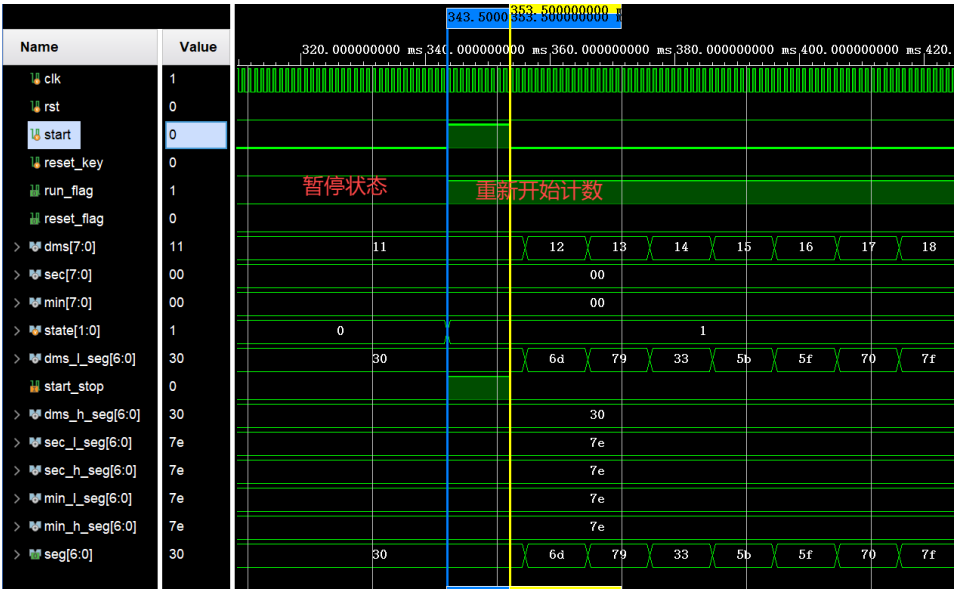 353.500000000
343.5000 353.500000000
Name Value
320.000000000 ms 340.000000000 ms 360.000000000 ms 380.000000000 ms 400.000000000 ms 420.
clk 1
rst 0
start 0
reset_key 0
run_flag 1 暂停状态 重新开始计数
reset_flag 0
dms[7:0] 11 11 12 13 14 15 16 17 18
sec[7:0] 00 00
min[7:0] 00 00
state[1:0] 1 0 1
dms_l_seg[6:0] 30 30 6d 79 33 5b 5f 70 7f
start_stop 0
dms_h_seg[6:0] 30 30
sec_l_seg[6:0] 7e 7e
sec_h_seg[6:0] 7e 7e
min_l_seg[6:0] 7e 7e
min_h_seg[6:0] 7e 7e
seg[6:0] 30 30 6d 79 33 5b 5f 70 7f